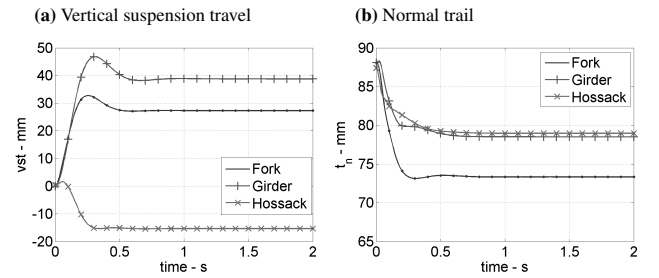 (a) Vertical suspension travel
50
40
30
20
10
0
-10
-20
vst - mm
Fork
Girder
Hossack
0
0.5
1
1.5
2
time - s
(b) Normal trail
90
85
80
75
70
65
t_n - mm
Fork
Girder
Hossack
0
0.5
1
1.5
2
time - s